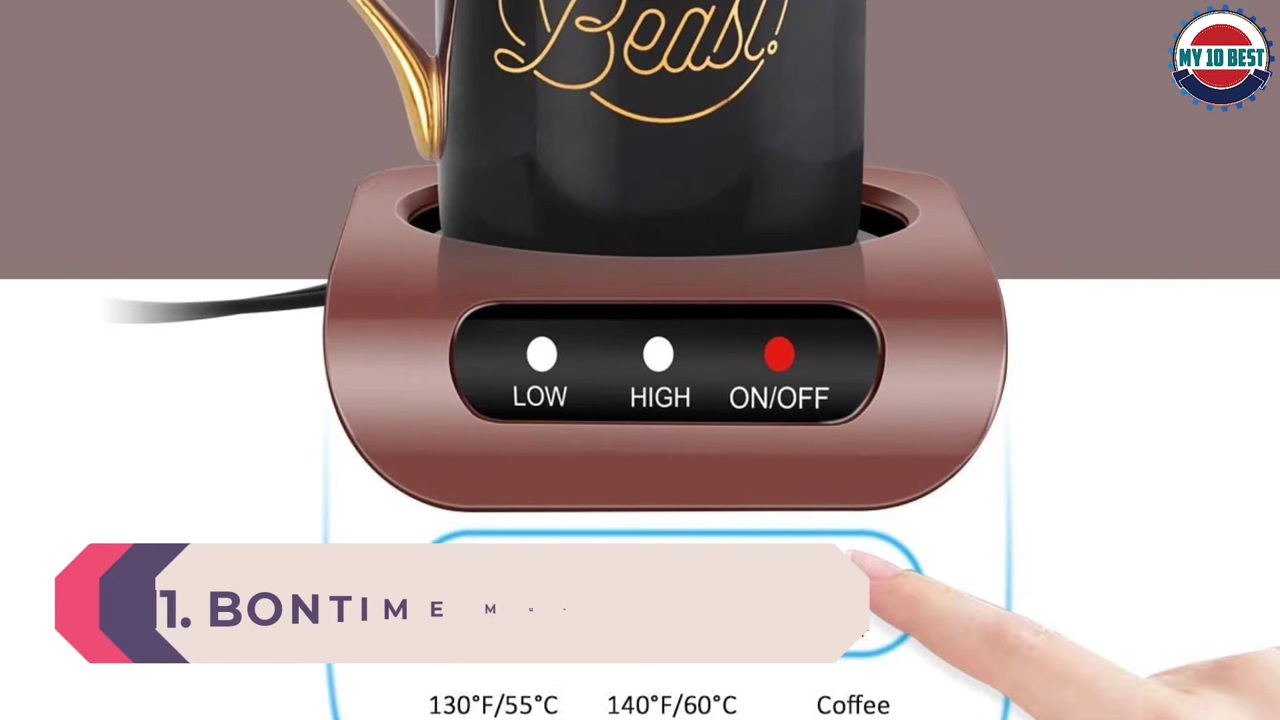 Beast!
MY 10 BEST
LOW HIGH ON/OFF
1. BONTIME M u
130°F/55°C 140°F/60°C Coffee